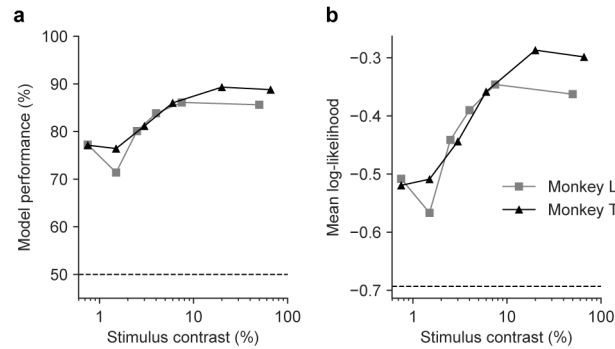 a
Model performance (%)
100
90
80
70
60
50
1
10
100
Stimulus contrast (%)
b
Mean log-likelihood
−0.3
−0.4
−0.5
−0.6
−0.7
Monkey L
Monkey T
1
10
100
Stimulus contrast (%)